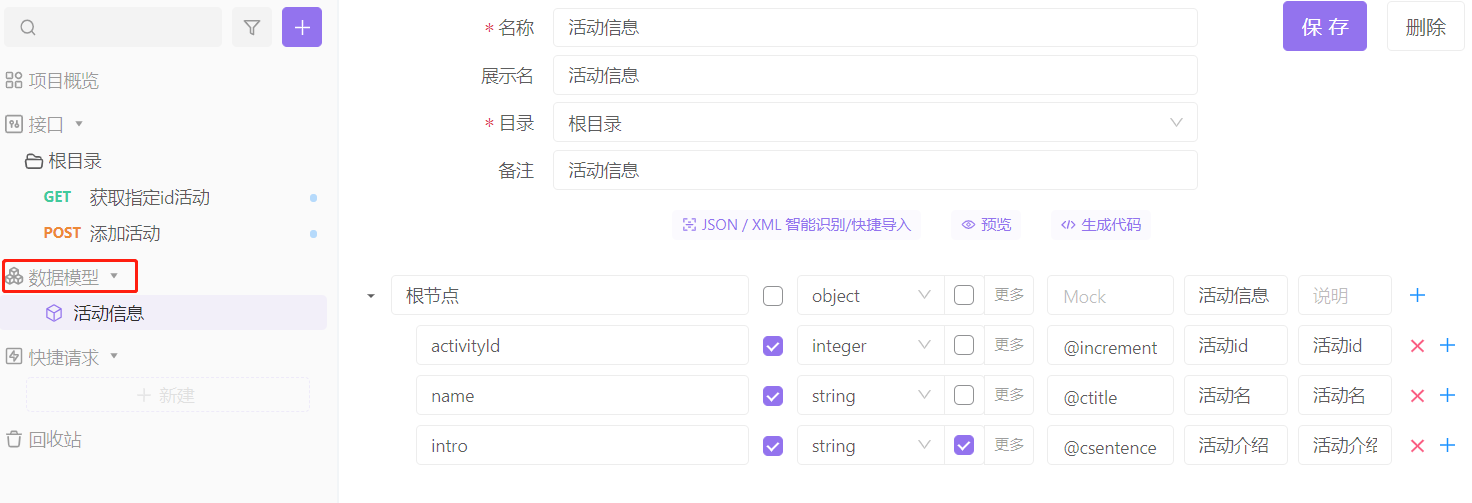 项目概览
接口
根目录
GET 获取指定id活动
POST 添加活动
数据模型
活动信息
快捷请求
新建
回收站
* 名称 活动信息
保 存 删除
展示名 活动信息
* 目录 根目录
备注 活动信息
JSON / XML 智能识别/快捷导入 预览 生成代码
根节点 object 更多 Mock 活动信息 说明
activityId integer 更多 @increment 活动id 活动id
name string 更多 @ctitle 活动名 活动名
intro string 更多 @csentence 活动介绍 活动介绍